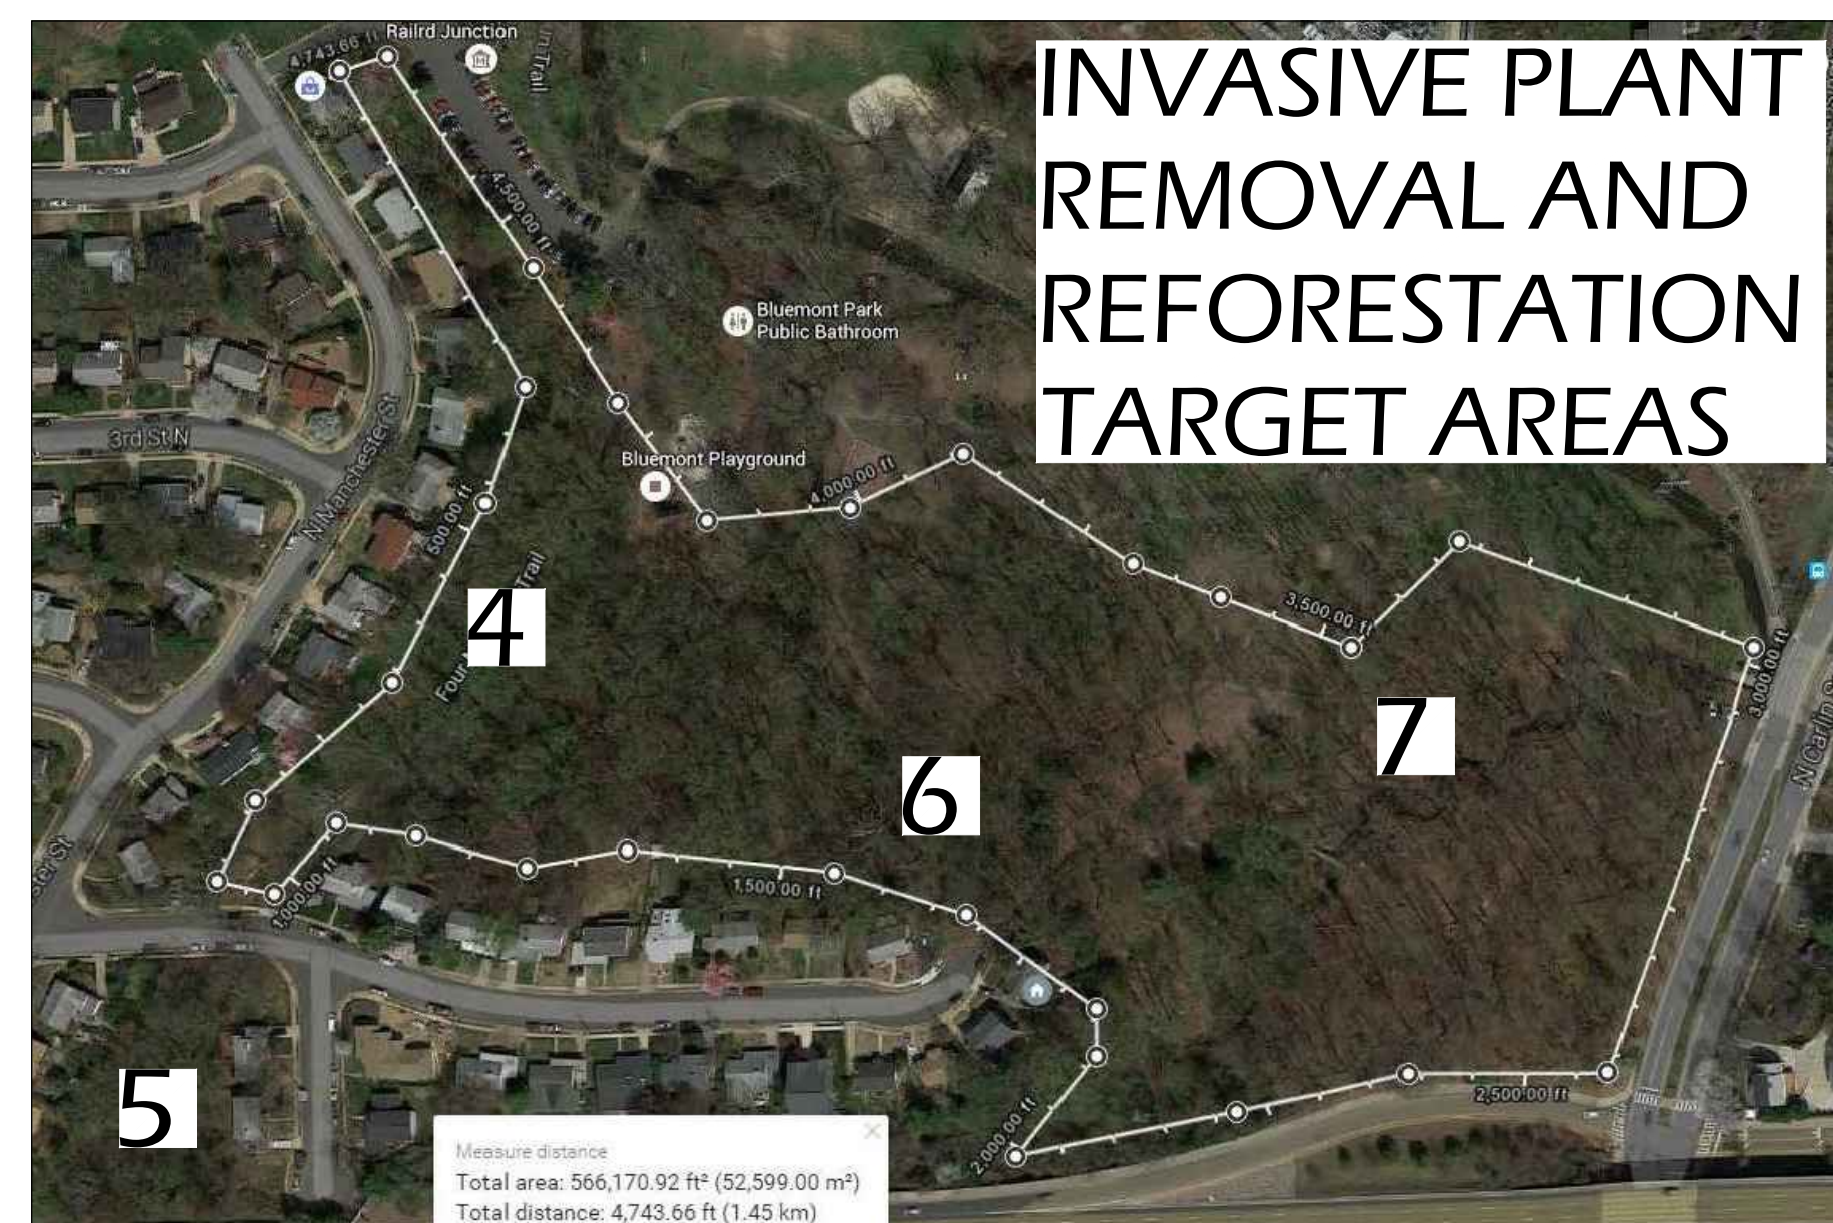 4,743.66 ft
Railrd Junction
INVASIVE PLANT
REMOVAL AND
REFORESTATION
TARGET AREAS
4,500.00 ft
Bluemont Park
Public Bathroom
N Manchester St
3rd St N
Bluemont Playground
4,000.00 ft
500.00 ft
Trail
4
Four
3,500.00 ft
3,000.00 ft
7
6
N Carlin S
ster St
1,000.00 ft
1,500.00 ft
5
2,000.00 ft
2,500.00 ft
Measure distance
Total area: 566,170.92 ft² (52,599.00 m²)
Total distance: 4,743.66 ft (1.45 km)